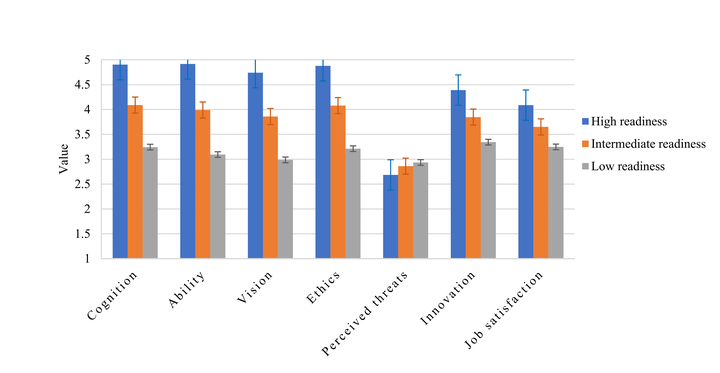 5
4.5
4
3.5
3
2.5
2
1.5
1
Value
Cognition
Ability
Vision
Ethics
Perceived threats
Innovation
Job satisfaction
High readiness
Intermediate readiness
Low readiness